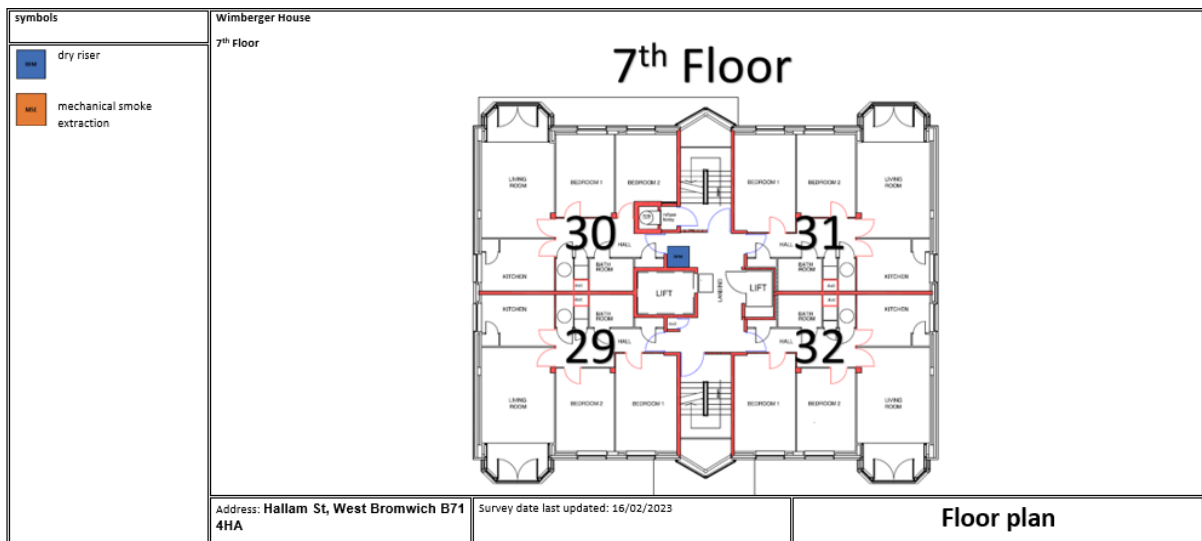 symbols
dry riser
MSE
mechanical smoke
extraction
Wimberger House
7th Floor
7th Floor
LIVING
ROOM
BEDROOM 1
BEDROOM 2
BEDROOM 1
BEDROOM 2
LIVING
ROOM
30
31
HALL
HALL
KITCHEN
BATH
ROOM
BATH
ROOM
KITCHEN
LIFT
LANDING
LIFT
KITCHEN
BATH
ROOM
BATH
ROOM
KITCHEN
29
32
HALL
HALL
LIVING
ROOM
BEDROOM 2
BEDROOM 1
BEDROOM 1
BEDROOM 2
LIVING
ROOM
Address: Hallam St, West Bromwich B71
4HA
Survey date last updated: 16/02/2023
Floor plan